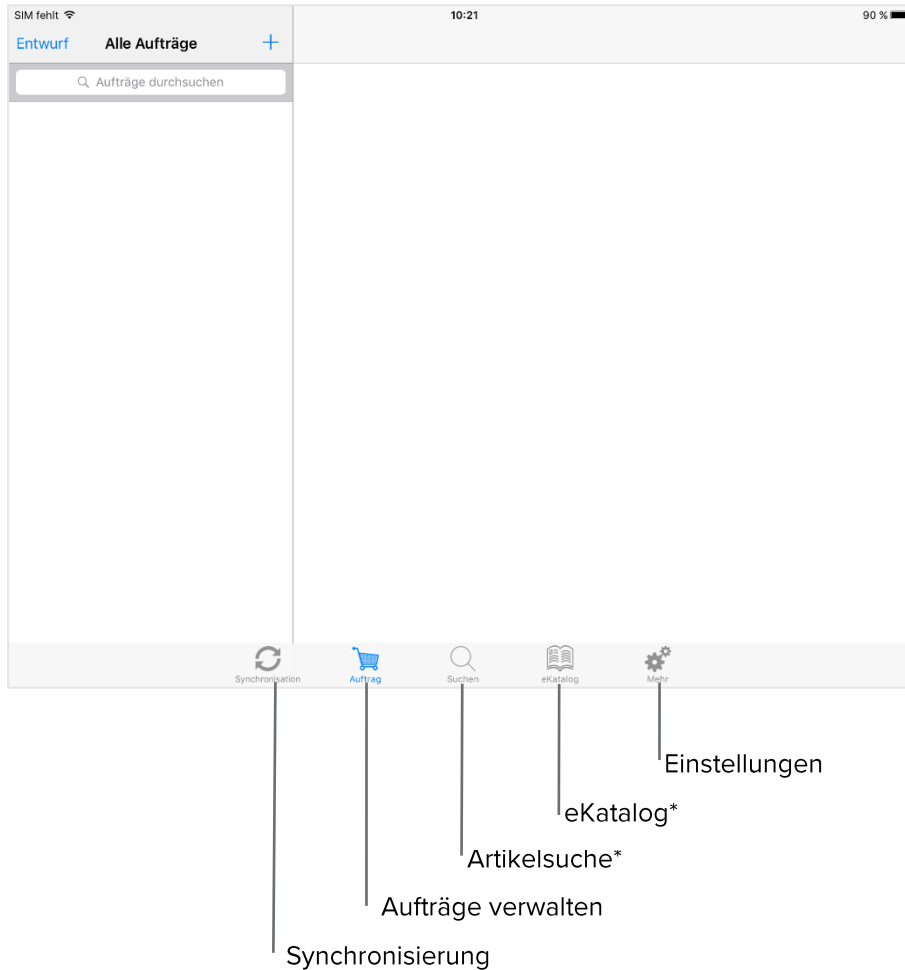 SIM fehlt 10:21 90 %
Entwurf Alle Aufträge +
Aufträge durchsuchen
Synchronisation Auftrag Suchen eKatalog Mehr
Einstellungen
eKatalog*
Artikelsuche*
Aufträge verwalten
Synchronisierung